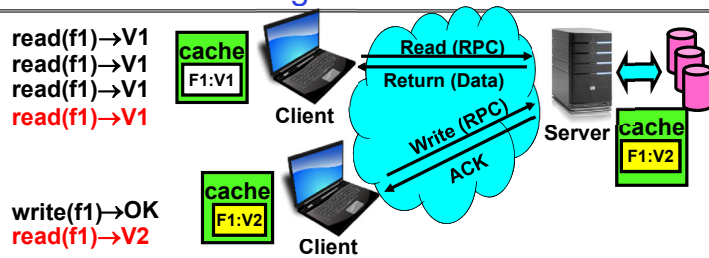 read(f1)→V1
read(f1)→V1
read(f1)→V1
read(f1)→V1
cache
F1:V1
Client
Read (RPC)
Return (Data)
Write (RPC)
ACK
Server
cache
F1:V2
write(f1)→OK
read(f1)→V2
cache
F1:V2
Client